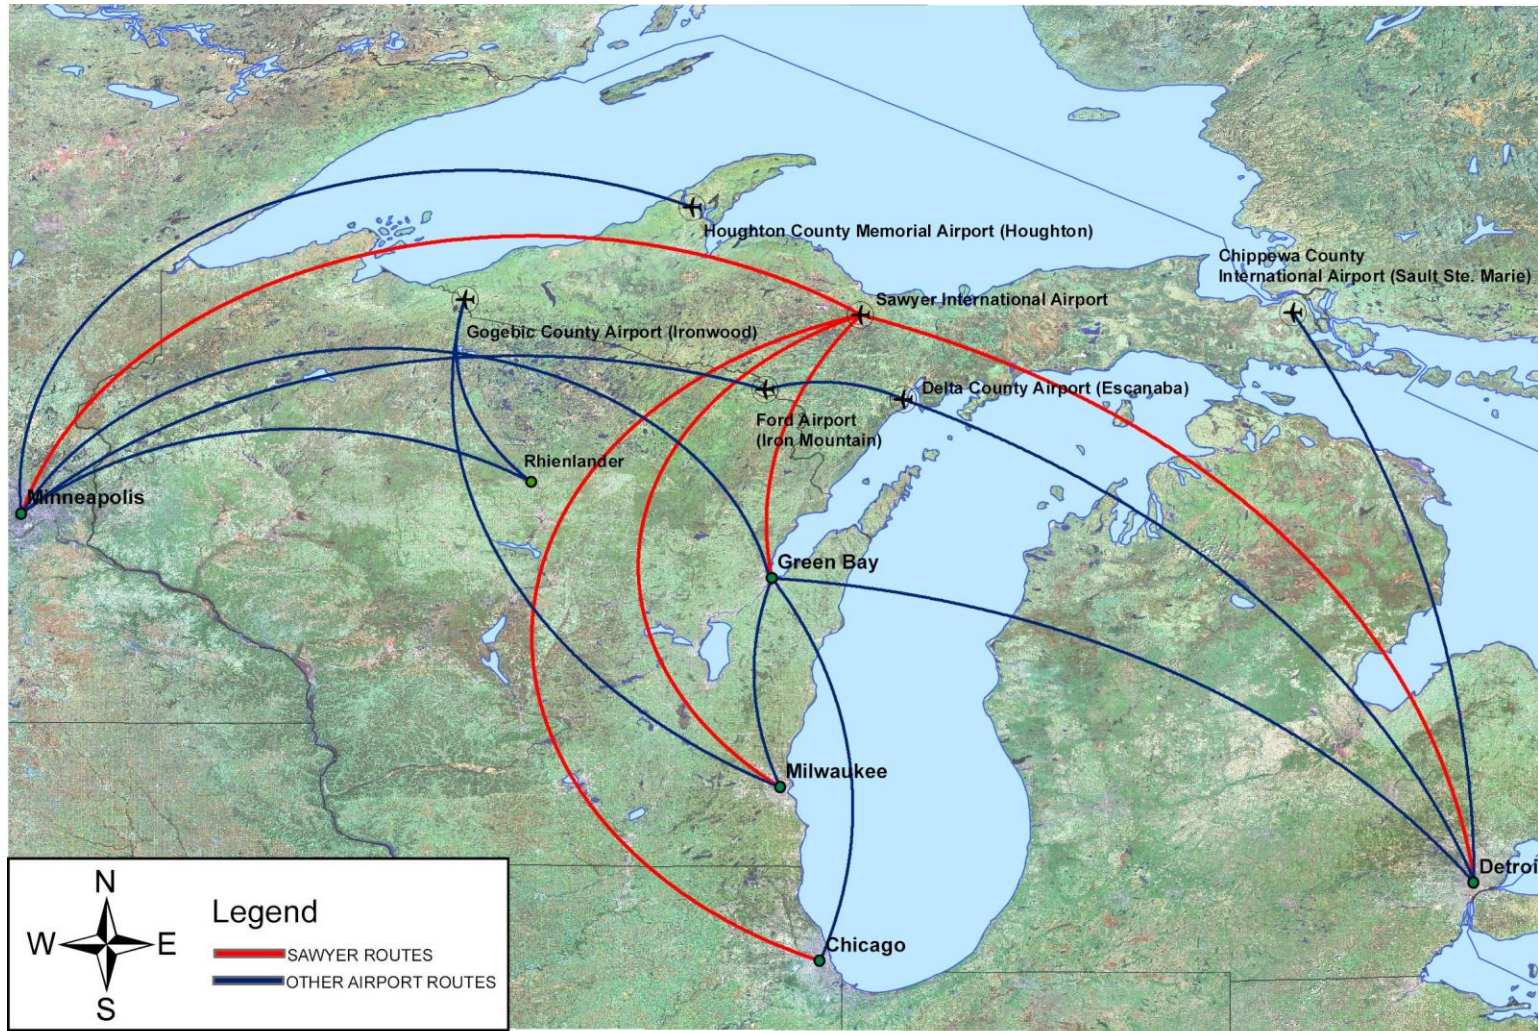 Houghton County Memorial Airport (Houghton)
Chippewa County
International Airport (Sault Ste. Marie)
Sawyer International Airport
Gogebic County Airport (Ironwood)
Delta County Airport (Escanaba)
Ford Airport
(Iron Mountain)
Rhienlander
Minneapolis
Green Bay
Milwaukee
Detroi
Chicago
N
W
E
S
Legend
SAWYER ROUTES
OTHER AIRPORT ROUTES